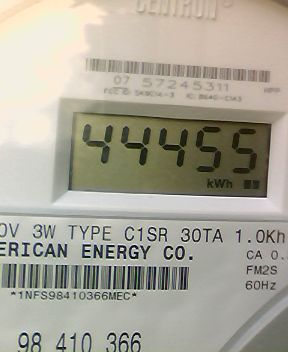 CENTRON
07 57245311
44455
kWh
0V 3W TYPE C1SR 30TA 1.0Kh
ERICAN ENERGY CO.
CA 0.
FM2S
60Hz
*1NFS98410366MEC*
98 410 366